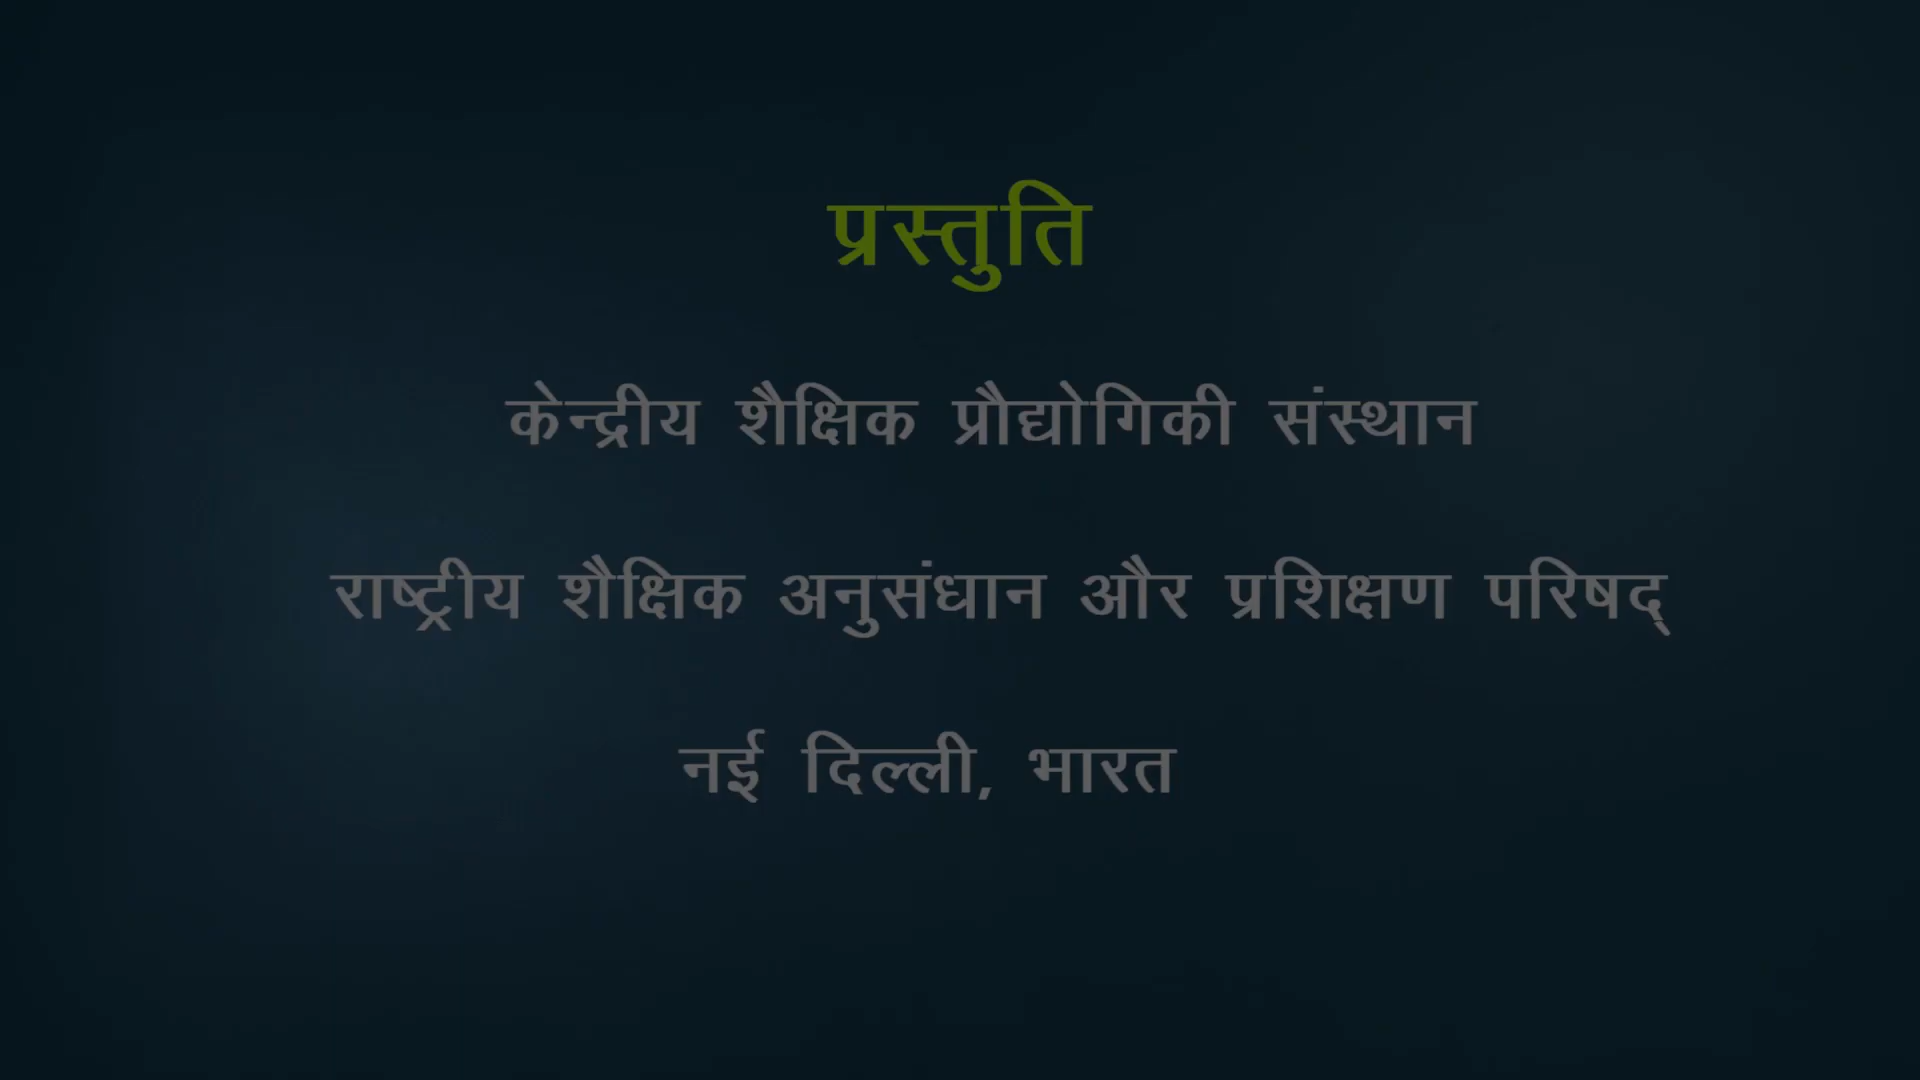 प्रस्तुति
केन्द्रीय शैक्षिक प्रौद्योगिकी संस्थान
राष्ट्रीय शैक्षिक अनुसंधान और प्रशिक्षण परिषद्
नई दिल्ली, भारत